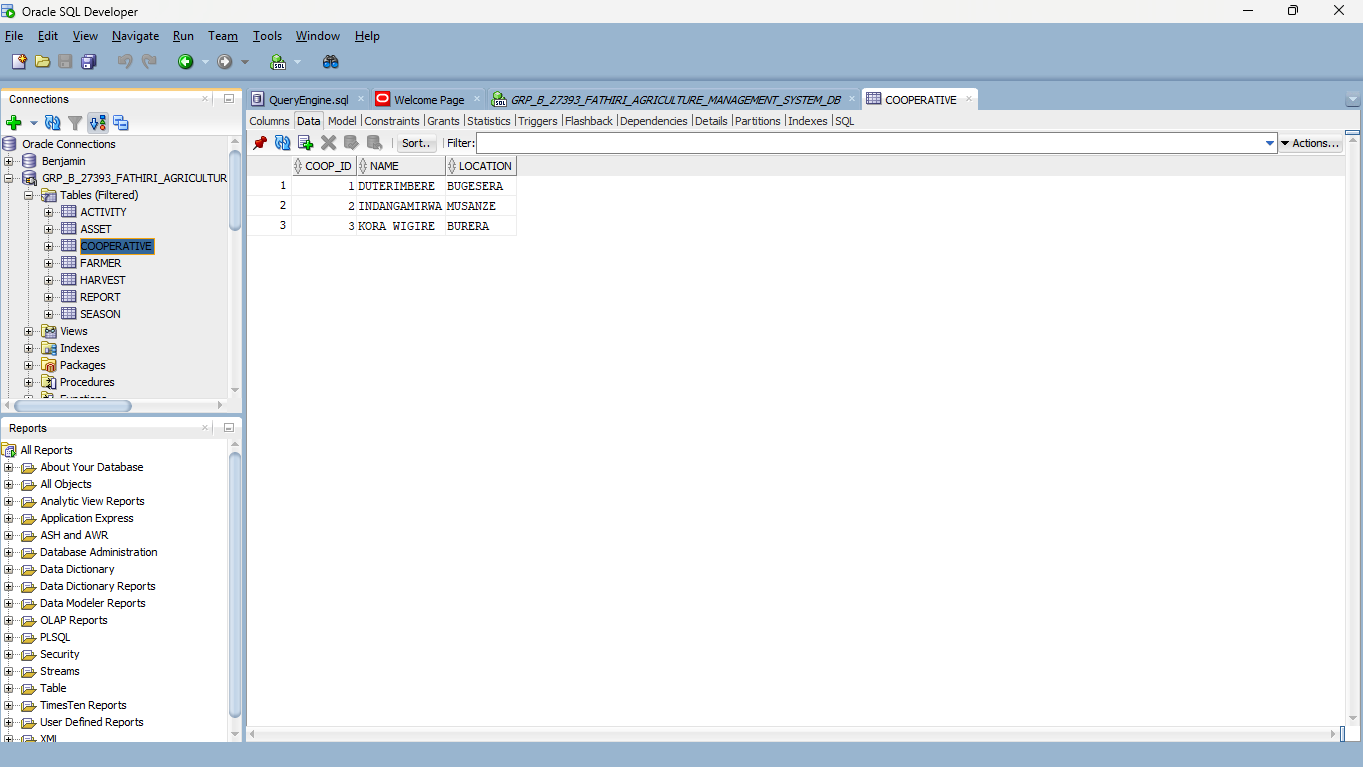 Oracle SQL Developer
File Edit View Navigate Run Team Tools Window Help
Connections
Oracle Connections
Benjamin
GRP_B_27393_FATHIRI_AGRICULTUR
Tables (Filtered)
ACTIVITY
ASSET
COOPERATIVE
FARMER
HARVEST
REPORT
SEASON
Views
Indexes
Packages
Procedures
Reports
All Reports
About Your Database
All Objects
Analytic View Reports
Application Express
ASH and AWR
Database Administration
Data Dictionary
Data Dictionary Reports
Data Modeler Reports
OLAP Reports
PLSQL
Security
Streams
Table
TimesTen Reports
User Defined Reports
XML
QueryEngine.sql Welcome Page GRP_B_27393_FATHIRI_AGRICULTURE_MANAGEMENT_SYSTEM_DB COOPERATIVE
Columns Data Model |Constraints |Grants |Statistics |Triggers |Flashback |Dependencies |Details |Partitions |Indexes |SQL
Sort.. Filter: Actions...
COOP_ID NAME LOCATION
1 1 DUTERIMBERE BUGESERA
2 2 INDANGAMIRWA MUSANZE
3 3 KORA WIGIRE BURERA